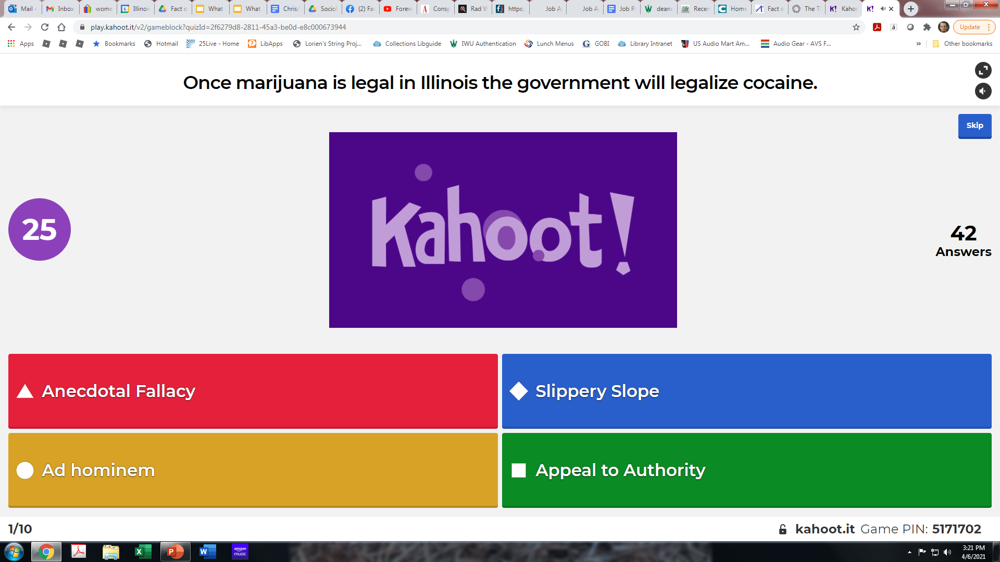 Mail - Inbox wome Illinois Fact o What What Chris/ Social (2) Fa Forev Consp Rad W https: Job A Job A Job P deanc Recen Home Fact o The T Kahoo
play.kahoot.it/v2/gameblock?quizId=2f6279d8-2811-45a3-be0d-e8c000673944 Update
Apps Bookmarks Hotmail 25Live - Home LibApps Lorien's String Proj... Collections Libguide IWU Authentication Lunch Menus GOBI Library Intranet US Audio Mart Am... Audio Gear - AVS F... » Other bookmarks
Once marijuana is legal in Illinois the government will legalize cocaine.
Skip
Kahoot!
25
42
Answers
Anecdotal Fallacy
Slippery Slope
Ad hominem
Appeal to Authority
1/10
kahoot.it Game PIN: 5171702
amazon
music
3:21 PM
4/6/2021